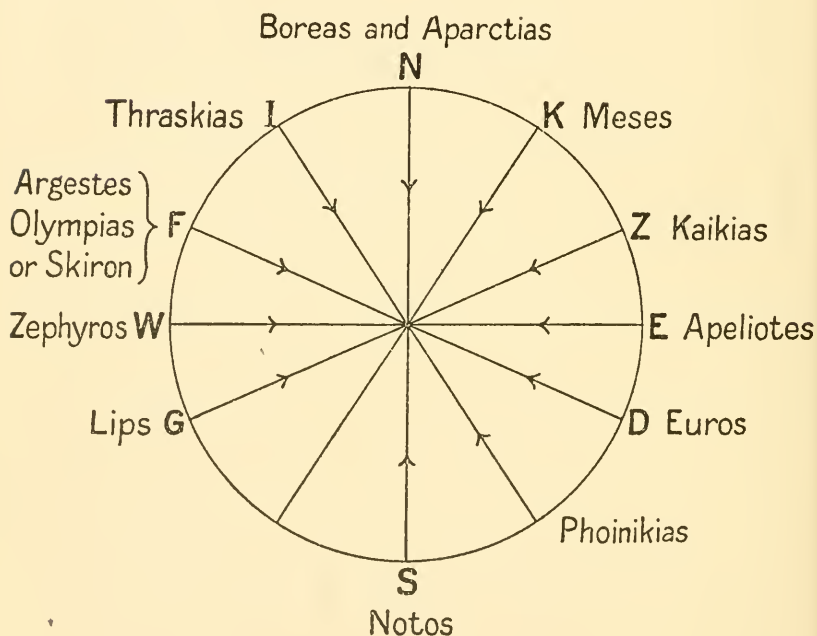 Boreas and Aparctias
N
Thraskias I
K Meses
Argestes
Olympias
or Skiron
F
Z Kaikias
Zephyros W
E Apeliotes
Lips G
D Euros
Phoinikias
S
Notos